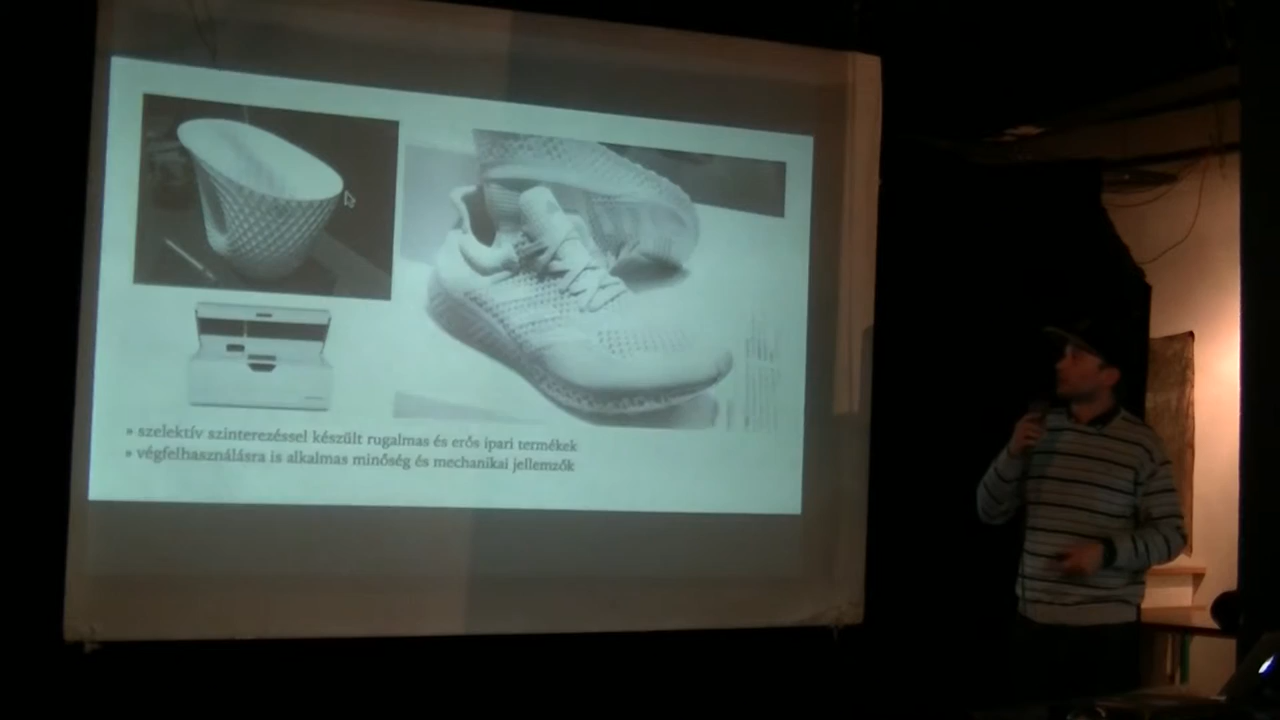 » szelektív szinterezéssel készült rugalmas és erős ipari termékek
» végfelhasználásra is alkalmas minőség és mechanikai jellemzők